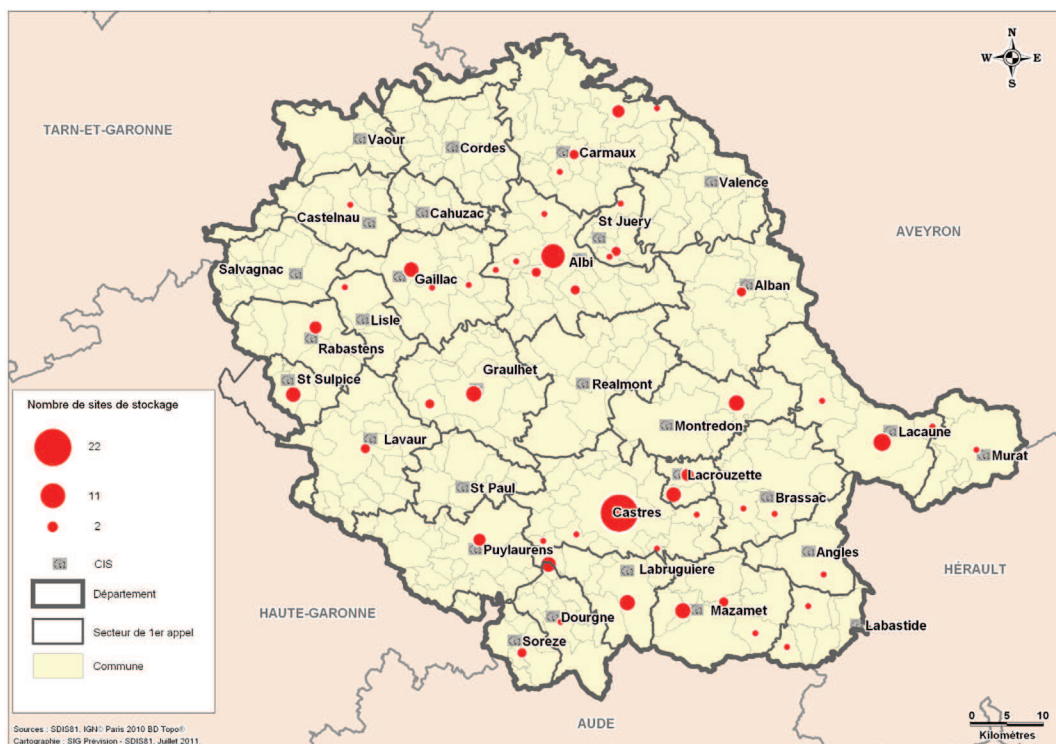 N
W E
S
TARN-ET-GARONNE
Vaour
Cordes
Carmaux
Valence
Castelnau
Cahuzac
St Juery
AVEYRON
Salvagnac
Gaillac
Albi
Alban
Lisle
Rabastens
Graulhet
St Sulpice
Realmont
Nombre de sites de stockage
22
11
2
CIS
Département
Secteur de 1er appel
Commune
Montredon
Lavaur
Lacaune
Murat
St Paul
Lacrouzette
Brassac
Castres
Puylaurens
Angles
Labruguiere
HÉRAULT
HAUTE-GARONNE
Dourgne
Mazamet
Labastide
Soreze
AUDE
0 5 10
Kilomètres
Sources : SDIS81, IGN© Paris 2010 BD Topo®
Cartographie : SIG Prévision - SDIS81, Juillet 2011.